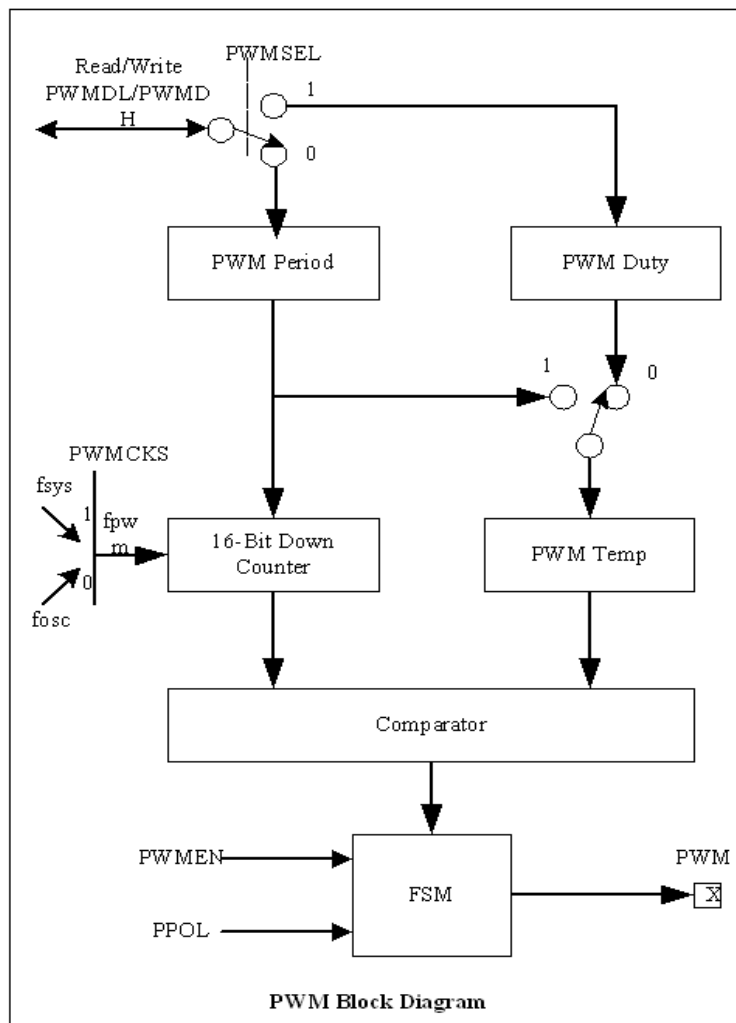 PWMSEL
Read/Write
PWMDL/PWMD
H
1
0
PWM Period
PWM Duty
1
0
PWMCKS
fsys
1
fpw
m
0
fosc
16-Bit Down
Counter
PWM Temp
Comparator
PWMEN
PPOL
FSM
PWM
X
PWM Block Diagram